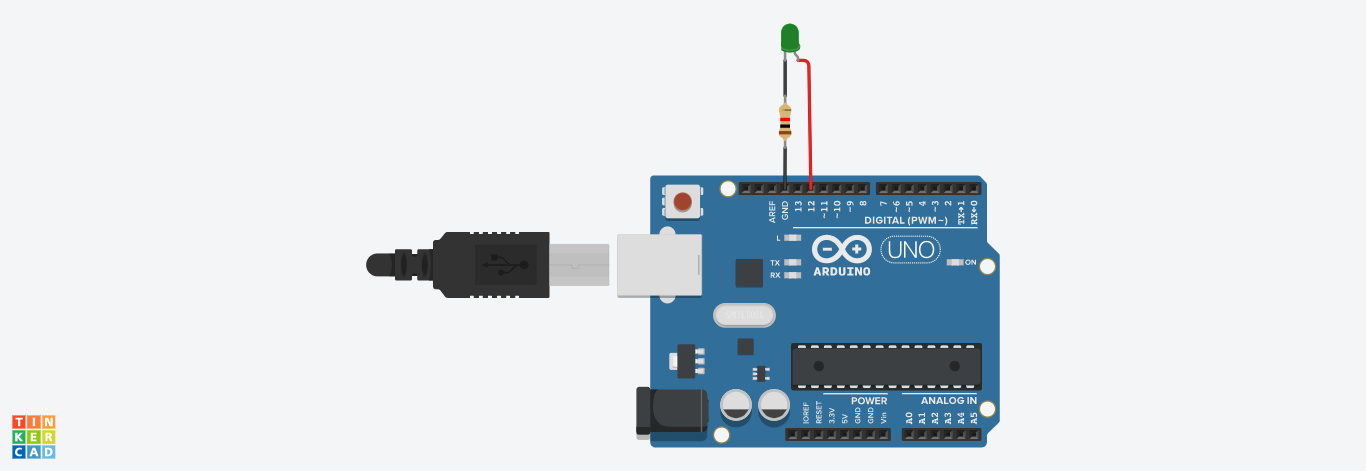 AREF
GND
13
12
~11
~10
~9
8
7
~6
~5
4
~3
2
TX→1
RX←0
DIGITAL (PWM~)
L
TX
RX
ARDUINO
UNO
ON
POWER
ANALOG IN
IOREF
RESET
3.3V
5V
GND
GND
Vin
A0
A1
A2
A3
A4
A5
TIN
KER
CAD